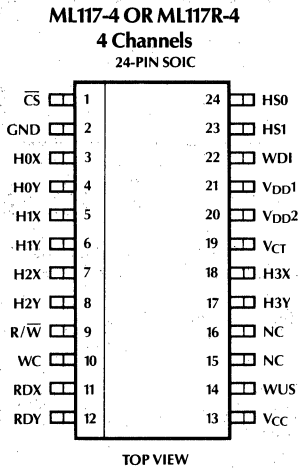 ML117-4 OR ML117R-4
4 Channels
24-PIN SOIC
C̅S̅ 1 24 HS0
GND 2 23 HS1
H0X 3 22 WDI
H0Y 4 21 VDD1
H1X 5 20 VDD2
H1Y 6 19 VCT
H2X 7 18 H3X
H2Y 8 17 H3Y
R/W̅ 9 16 NC
WC 10 15 NC
RDX 11 14 WUS
RDY 12 13 VCC
TOP VIEW